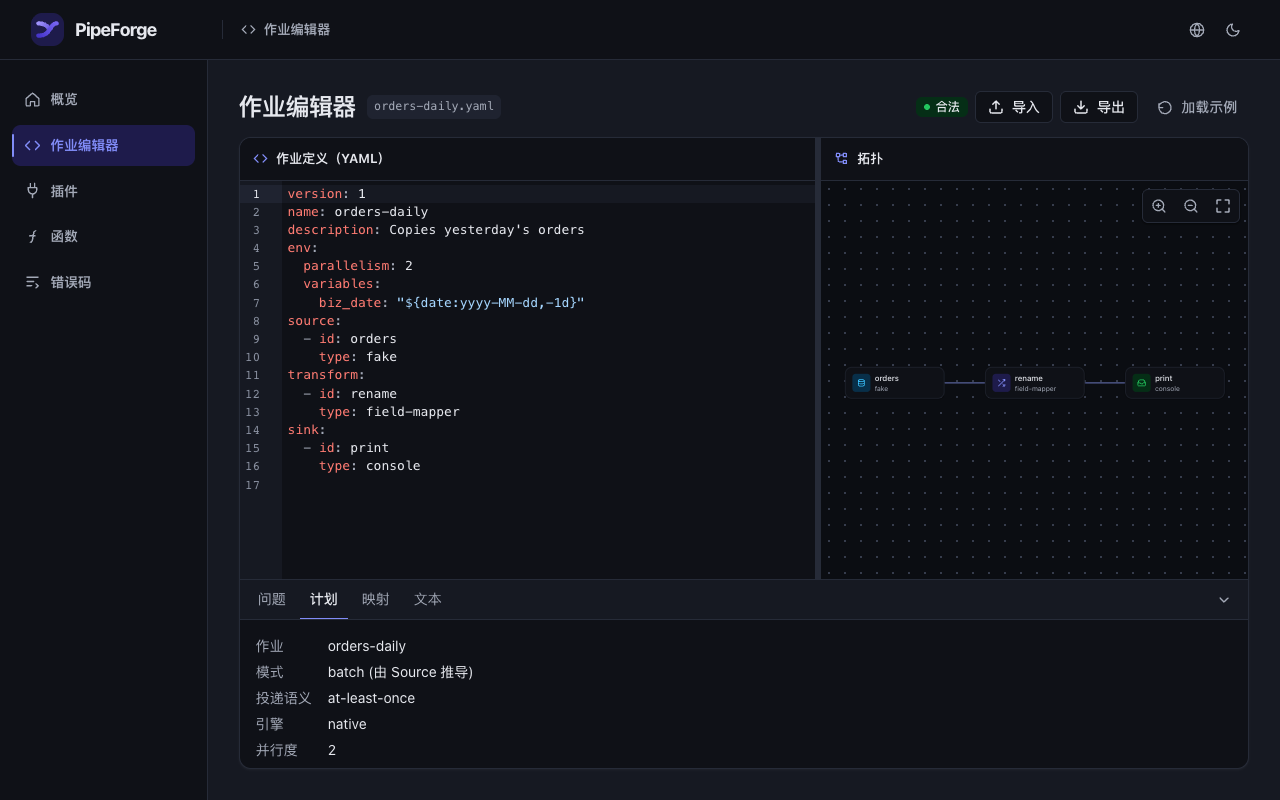 PipeForge
作业编辑器
概览
作业编辑器
插件
函数
错误码
作业编辑器 orders-daily.yaml
合法
导入
导出
加载示例
作业定义（YAML）
1 version: 1
2 name: orders-daily
3 description: Copies yesterday's orders
4 env:
5 parallelism: 2
6 variables:
7 biz_date: "${date:yyyy-MM-dd,-1d}"
8 source:
9 - id: orders
10 type: fake
11 transform:
12 - id: rename
13 type: field-mapper
14 sink:
15 - id: print
16 type: console
17
拓扑
orders
fake
rename
field-mapper
print
console
问题 计划 映射 文本
作业 orders-daily
模式 batch (由 Source 推导)
投递语义 at-least-once
引擎 native
并行度 2